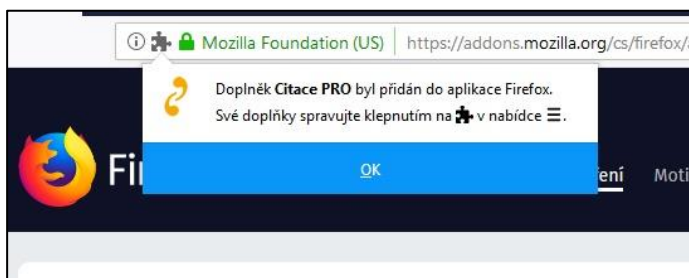 Mozilla Foundation (US) https://addons.mozilla.org/cs/firefox/
Doplněk Citace PRO byl přidán do aplikace Firefox.
Své doplňky spravujte klepnutím na v nabídce ☰.
OK
Fi
ení Moti